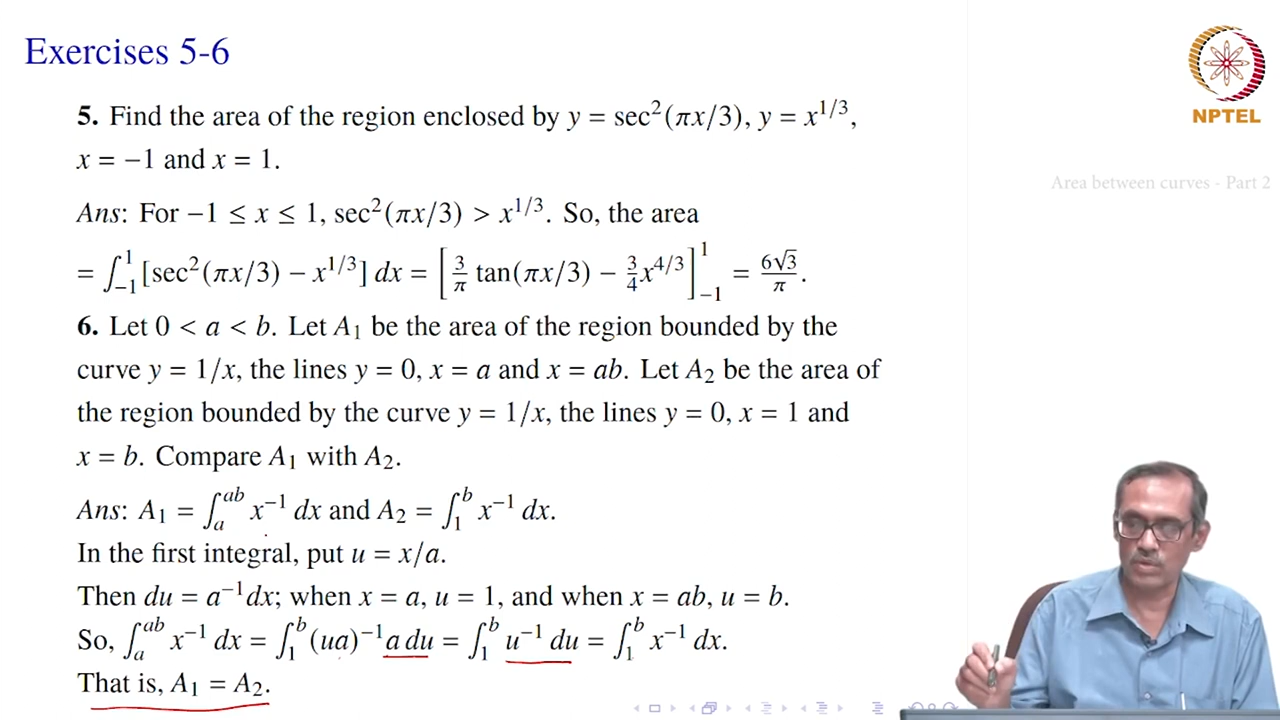 Exercises 5-6
NPTEL
5. Find the area of the region enclosed by y = sec²(πx/3), y = x^{1/3},
x = −1 and x = 1.
Area between curves - Part 2
Ans: For −1 ≤ x ≤ 1, sec²(πx/3) > x^{1/3}. So, the area
= ∫_{−1}^{1} [sec²(πx/3) − x^{1/3}] dx = [3/π tan(πx/3) − 3/4 x^{4/3}]_{−1}^{1} = 6√3/π.
6. Let 0 < a < b. Let A₁ be the area of the region bounded by the
curve y = 1/x, the lines y = 0, x = a and x = ab. Let A₂ be the area of
the region bounded by the curve y = 1/x, the lines y = 0, x = 1 and
x = b. Compare A₁ with A₂.
Ans: A₁ = ∫_a^{ab} x^{−1} dx and A₂ = ∫_1^b x^{−1} dx.
In the first integral, put u = x/a.
Then du = a^{−1}dx; when x = a, u = 1, and when x = ab, u = b.
So, ∫_a^{ab} x^{−1} dx = ∫_1^b (ua)^{−1} a du = ∫_1^b u^{−1} du = ∫_1^b x^{−1} dx.
That is, A₁ = A₂.